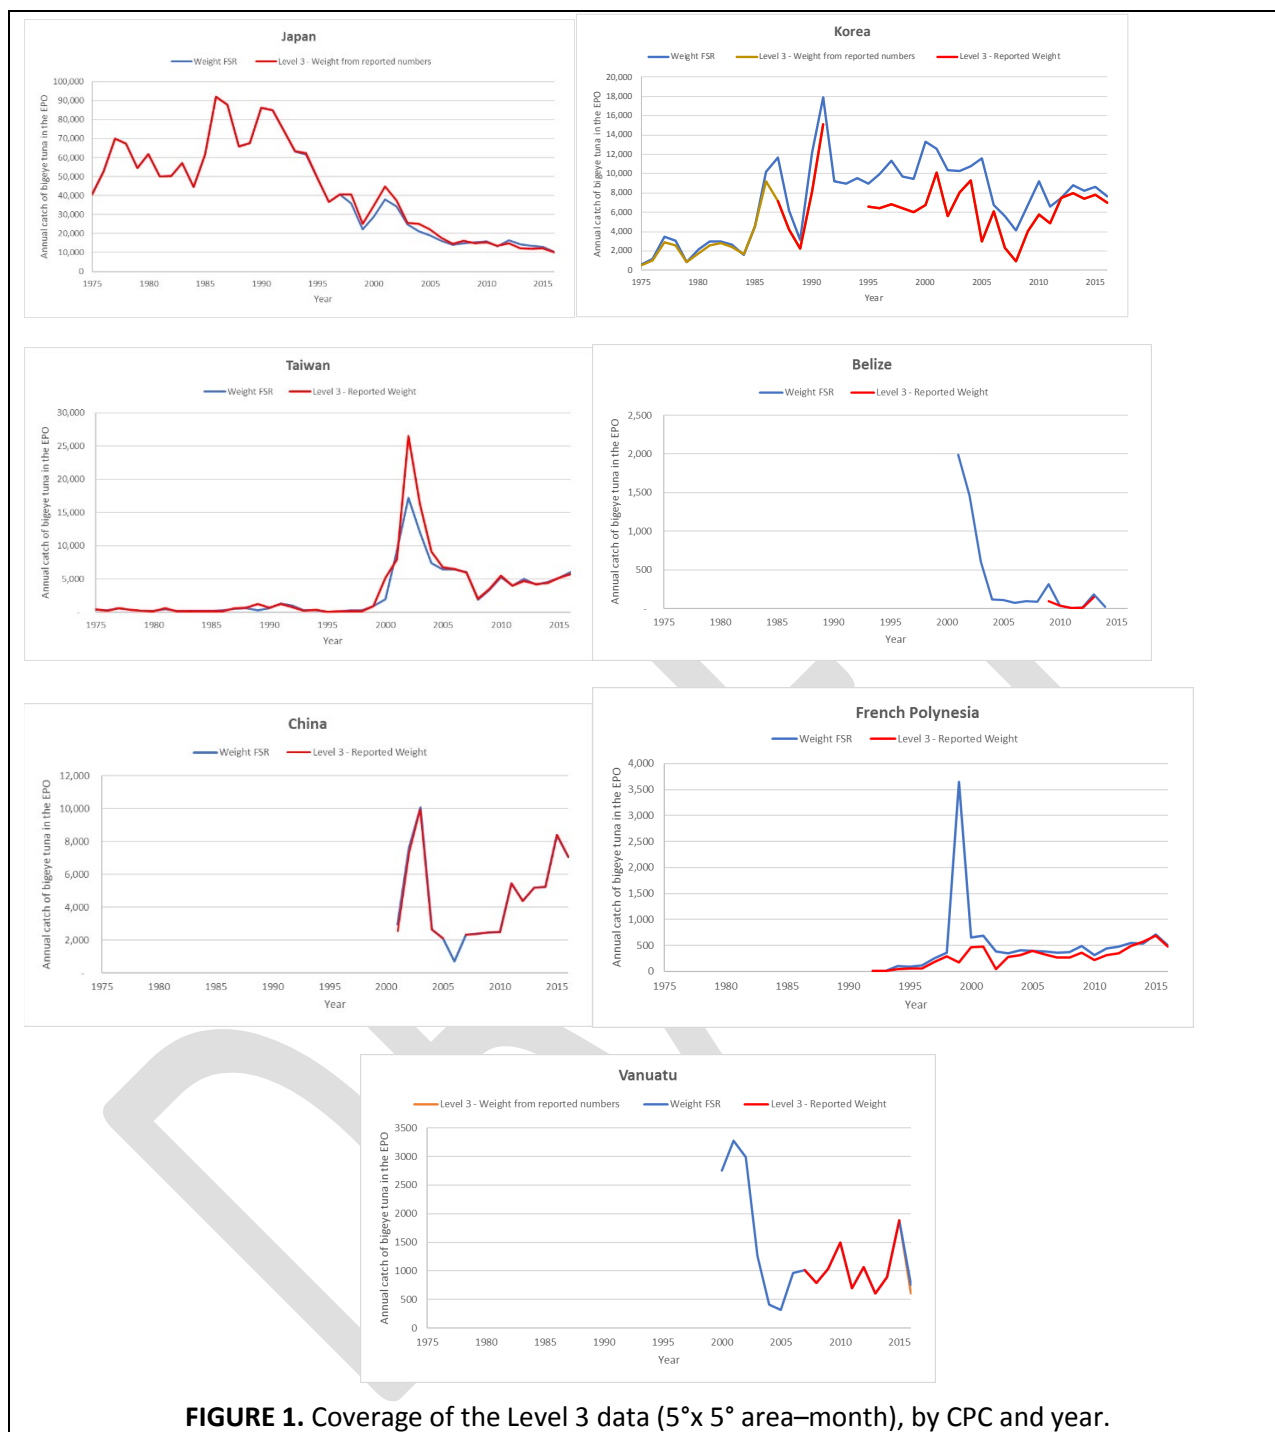 Japan
Weight FSR
Level 3 - Weight from reported numbers
Annual catch of bigeye tuna in the EPO
100,000
90,000
80,000
70,000
60,000
50,000
40,000
30,000
20,000
10,000
0
1975 1980 1985 1990 1995 2000 2005 2010 2015
Year
Korea
Weight FSR
Level 3 - Weight from reported numbers
Level 3 - Reported Weight
Annual catch of bigeye tuna in the EPO
20,000
18,000
16,000
14,000
12,000
10,000
8,000
6,000
4,000
2,000
0
1975 1980 1985 1990 1995 2000 2005 2010 2015
Year
Taiwan
Weight FSR
Level 3 - Reported Weight
Annual catch of bigeye tuna in the EPO
30,000
25,000
20,000
15,000
10,000
5,000
-
1975 1980 1985 1990 1995 2000 2005 2010 2015
Year
Belize
Weight FSR
Level 3 - Reported Weight
Annual catch of bigeye tuna in the EPO
2,500
2,000
1,500
1,000
500
-
1975 1980 1985 1990 1995 2000 2005 2010 2015
Year
China
Weight FSR
Level 3 - Reported Weight
Annual catch of bigeye tuna in the EPO
12,000
10,000
8,000
6,000
4,000
2,000
-
1975 1980 1985 1990 1995 2000 2005 2010 2015
Year
French Polynesia
Weight FSR
Level 3 - Reported Weight
Annual catch of bigeye tuna in the EPO
4,000
3,500
3,000
2,500
2,000
1,500
1,000
500
0
1975 1980 1985 1990 1995 2000 2005 2010 2015
Year
Vanuatu
Level 3 - Weight from reported numbers
Weight FSR
Level 3 - Reported Weight
Annual catch of bigeye tuna in the EPO
3500
3000
2500
2000
1500
1000
500
0
1975 1980 1985 1990 1995 2000 2005 2010 2015
Year
FIGURE 1. Coverage of the Level 3 data (5°x 5° area–month), by CPC and year.